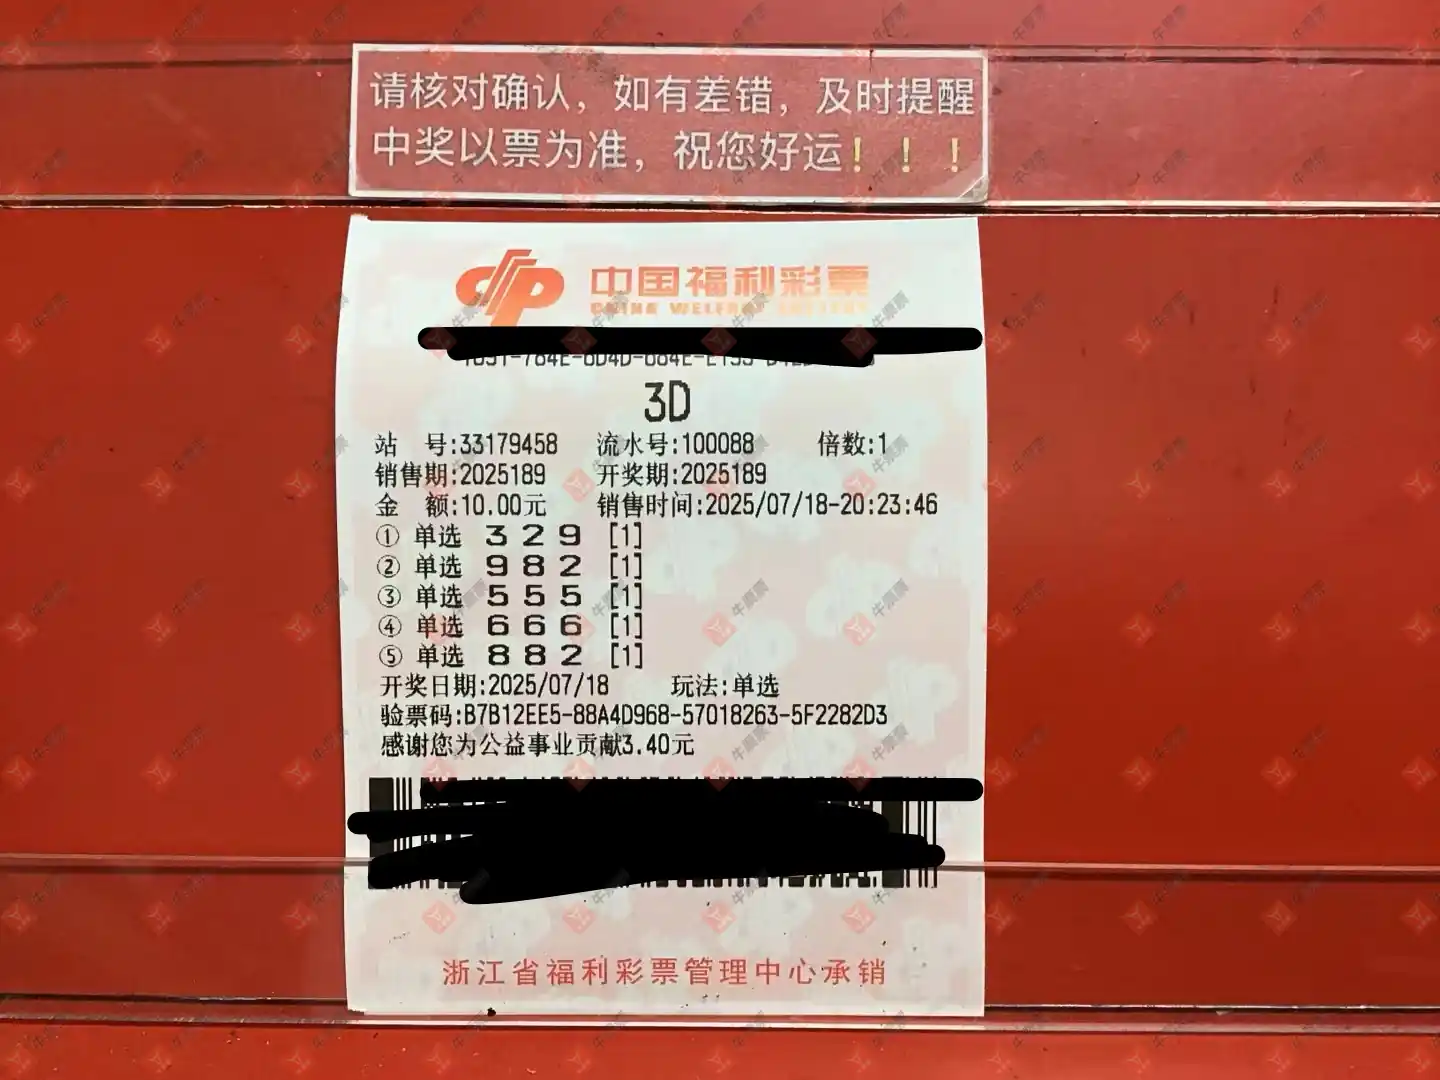 请核对确认，如有差错，及时提醒
中奖以票为准，祝您好运！！！
中国福利彩票
CHINA WELFARE LOTTERY
3D
站 号:33179458 流水号:100088 倍数:1
销售期:2025189 开奖期:2025189
金 额:10.00元 销售时间:2025/07/18-20:23:46
① 单选 3 2 9 [1]
② 单选 9 8 2 [1]
③ 单选 5 5 5 [1]
④ 单选 6 6 6 [1]
⑤ 单选 8 8 2 [1]
开奖日期:2025/07/18 玩法:单选
验票码:B7B12EE5-88A4D968-57018263-5F2282D3
感谢您为公益事业贡献3.40元
浙江省福利彩票管理中心承销